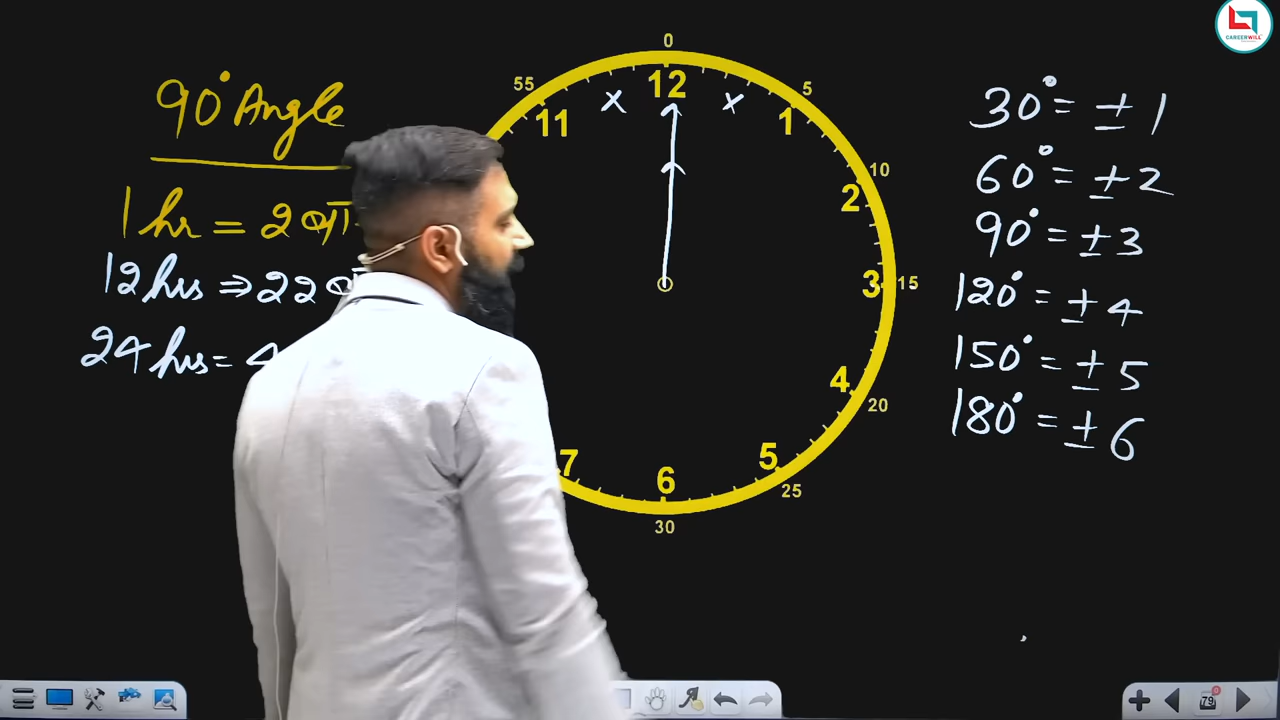 90° Angle
1 hr = 2 बा
12 hrs ⇒ 22
24 hrs = 4
0
5
10
15
20
25
30
55
12
1
2
3
4
5
6
7
11
x x
30° = ± 1
60° = ± 2
90° = ± 3
120° = ± 4
150° = ± 5
180° = ± 6
CAREERWILL
79